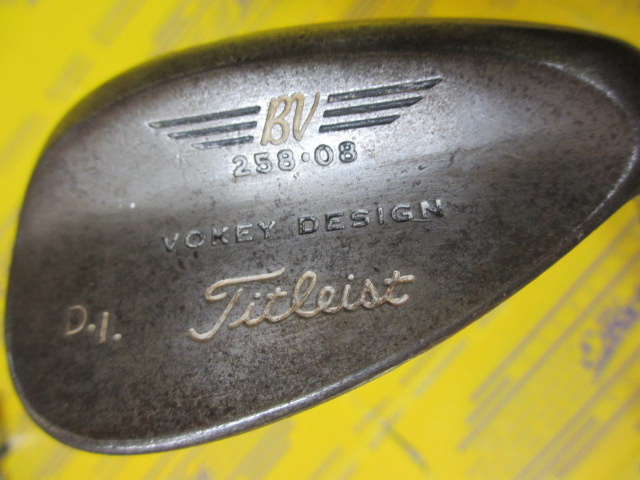 BV
258·08
VOKEY DESIGN
Titleist
D.I.